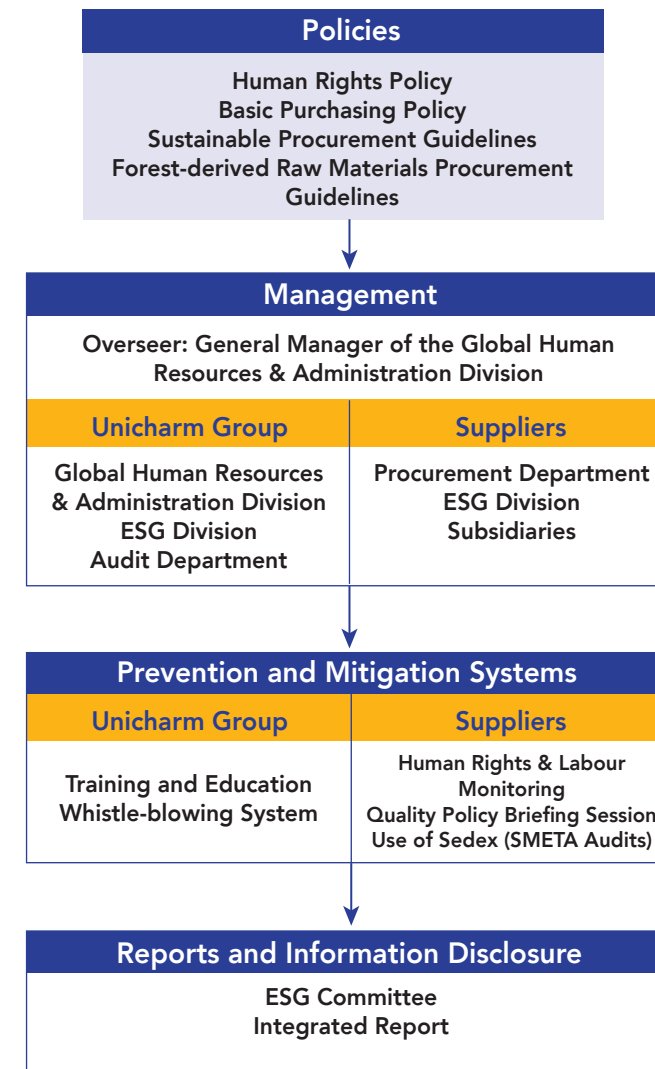 Policies
Human Rights Policy
Basic Purchasing Policy
Sustainable Procurement Guidelines
Forest-derived Raw Materials Procurement
Guidelines
Management
Overseer: General Manager of the Global Human
Resources & Administration Division
Unicharm Group
Global Human Resources
& Administration Division
ESG Division
Audit Department
Suppliers
Procurement Department
ESG Division
Subsidiaries
Prevention and Mitigation Systems
Unicharm Group
Training and Education
Whistle-blowing System
Suppliers
Human Rights & Labour
Monitoring
Quality Policy Briefing Session
Use of Sedex (SMETA Audits)
Reports and Information Disclosure
ESG Committee
Integrated Report